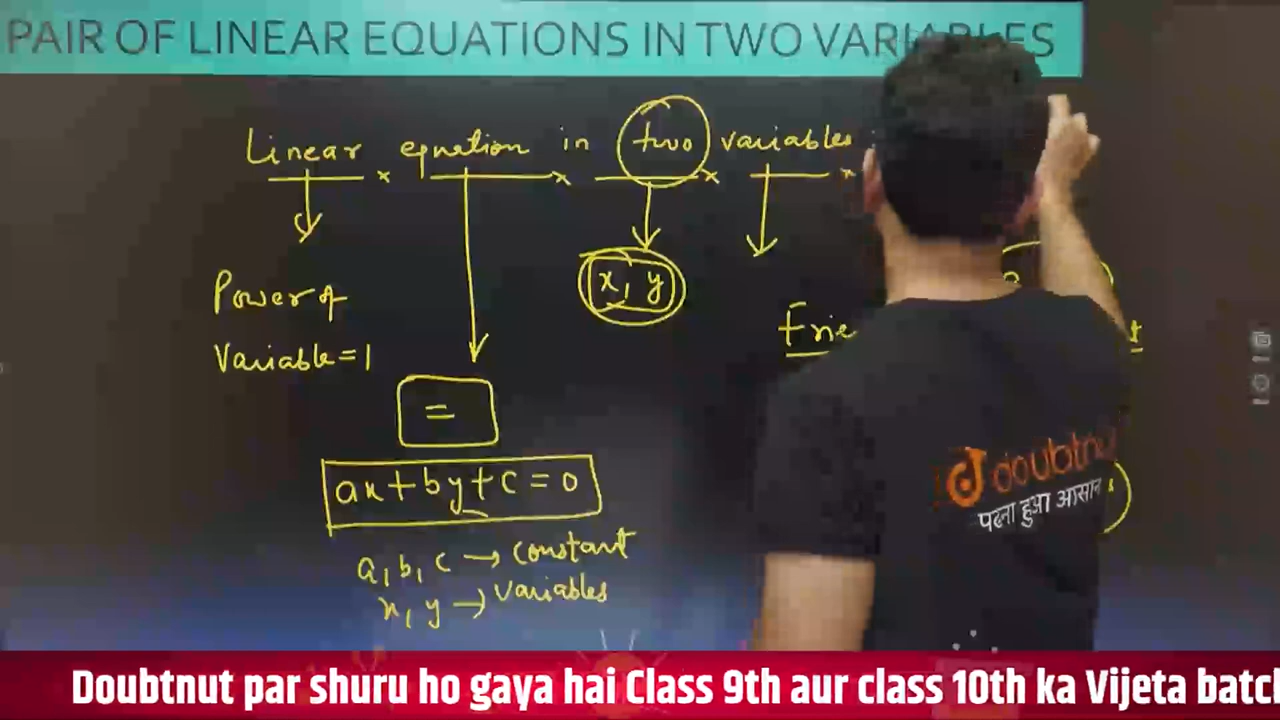 PAIR OF LINEAR EQUATIONS IN TWO VARIABLES
Linear equation in two variables
x, y
Power of
Variable = 1
=
ax + by + c = 0
a, b, c → constant
x, y → variables
doubtnut
पढ़ना हुआ आसान
Doubtnut par shuru ho gaya hai Class 9th aur class 10th ka Vijeta batch